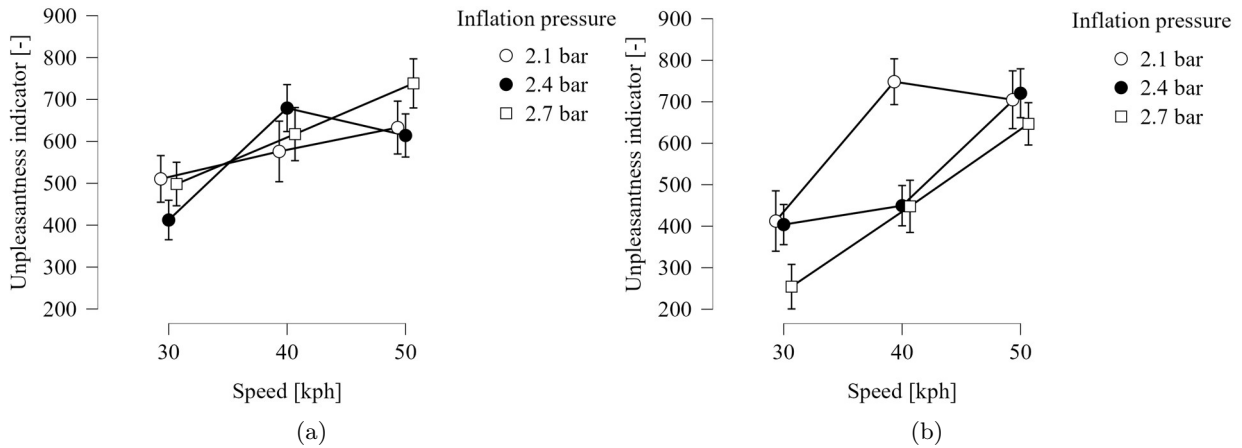 Unpleasantness indicator [-]
900
800
700
600
500
400
300
200
30 40 50
Speed [kph]
Inflation pressure
2.1 bar
2.4 bar
2.7 bar
(a)
Unpleasantness indicator [-]
900
800
700
600
500
400
300
200
30 40 50
Speed [kph]
Inflation pressure
2.1 bar
2.4 bar
2.7 bar
(b)